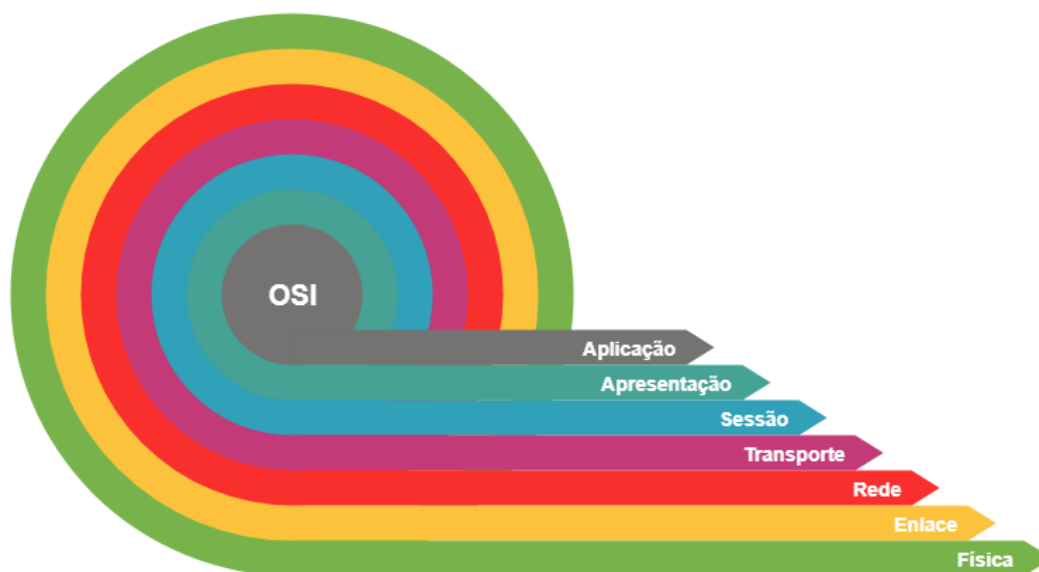 OSI
Aplicação
Apresentação
Sessão
Transporte
Rede
Enlace
Física